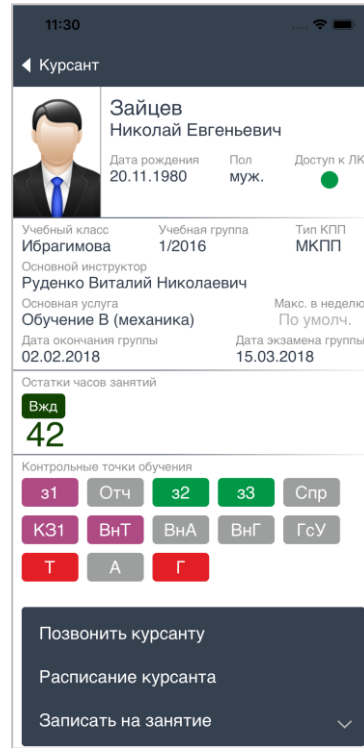 11:30
Курсант
Зайцев
Николай Евгеньевич
Дата рождения Пол Доступ к ЛК
20.11.1980 муж.
Учебный класс Учебная группа Тип КПП
Ибрагимова 1/2016 МКПП
Основной инструктор
Руденко Виталий Николаевич
Основная услуга Макс. в неделю
Обучение В (механика) По умолч.
Дата окончания группы Дата экзамена группы
02.02.2018 15.03.2018
Остатки часов занятий
Вжд
42
Контрольные точки обучения
з1 Отч з2 з3 Спр
КЗ1 ВнТ ВнА ВнГ ГсУ
Т А Г
Позвонить курсанту
Расписание курсанта
Записать на занятие